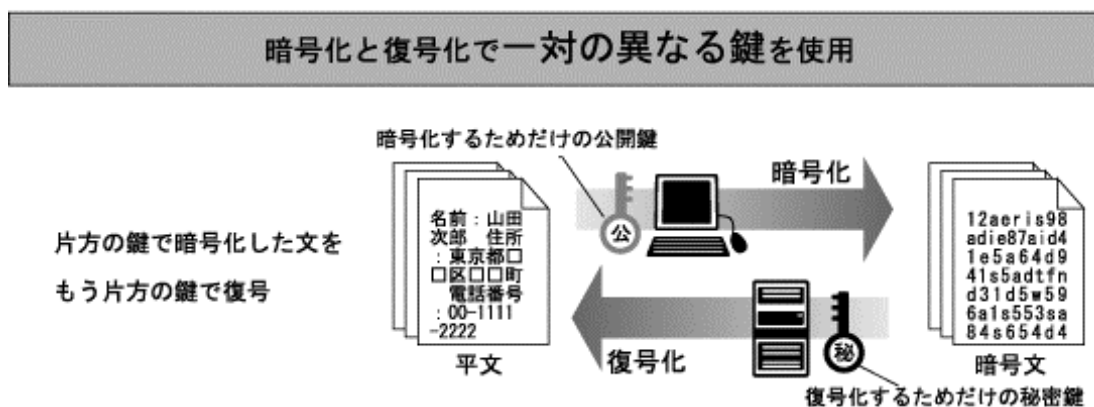 暗号化と復号化で一対の異なる鍵を使用
暗号化するためだけの公開鍵
暗号化
片方の鍵で暗号化した文を
もう片方の鍵で復号
名前：山田
次郎　住所
：東京都□
□区□□町
電話番号
：00-1111
-2222
平文
公
12aeris98
adie87aid4
1e5a64d9
41s5adtfn
d31d5w59
6a1s553sa
84s654d4
暗号文
復号化
秘
復号化するためだけの秘密鍵